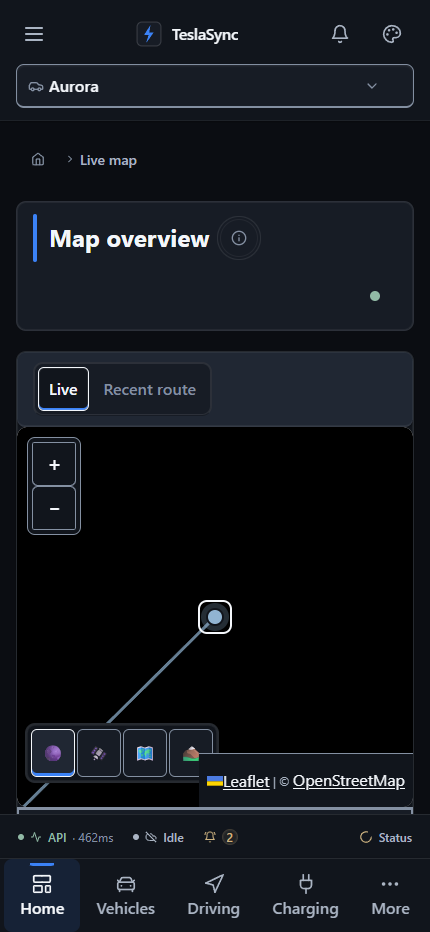 TeslaSync
Aurora
Live map
Map overview
Live Recent route
+
−
Leaflet | © OpenStreetMap
API · 462ms Idle 2 Status
Home Vehicles Driving Charging More